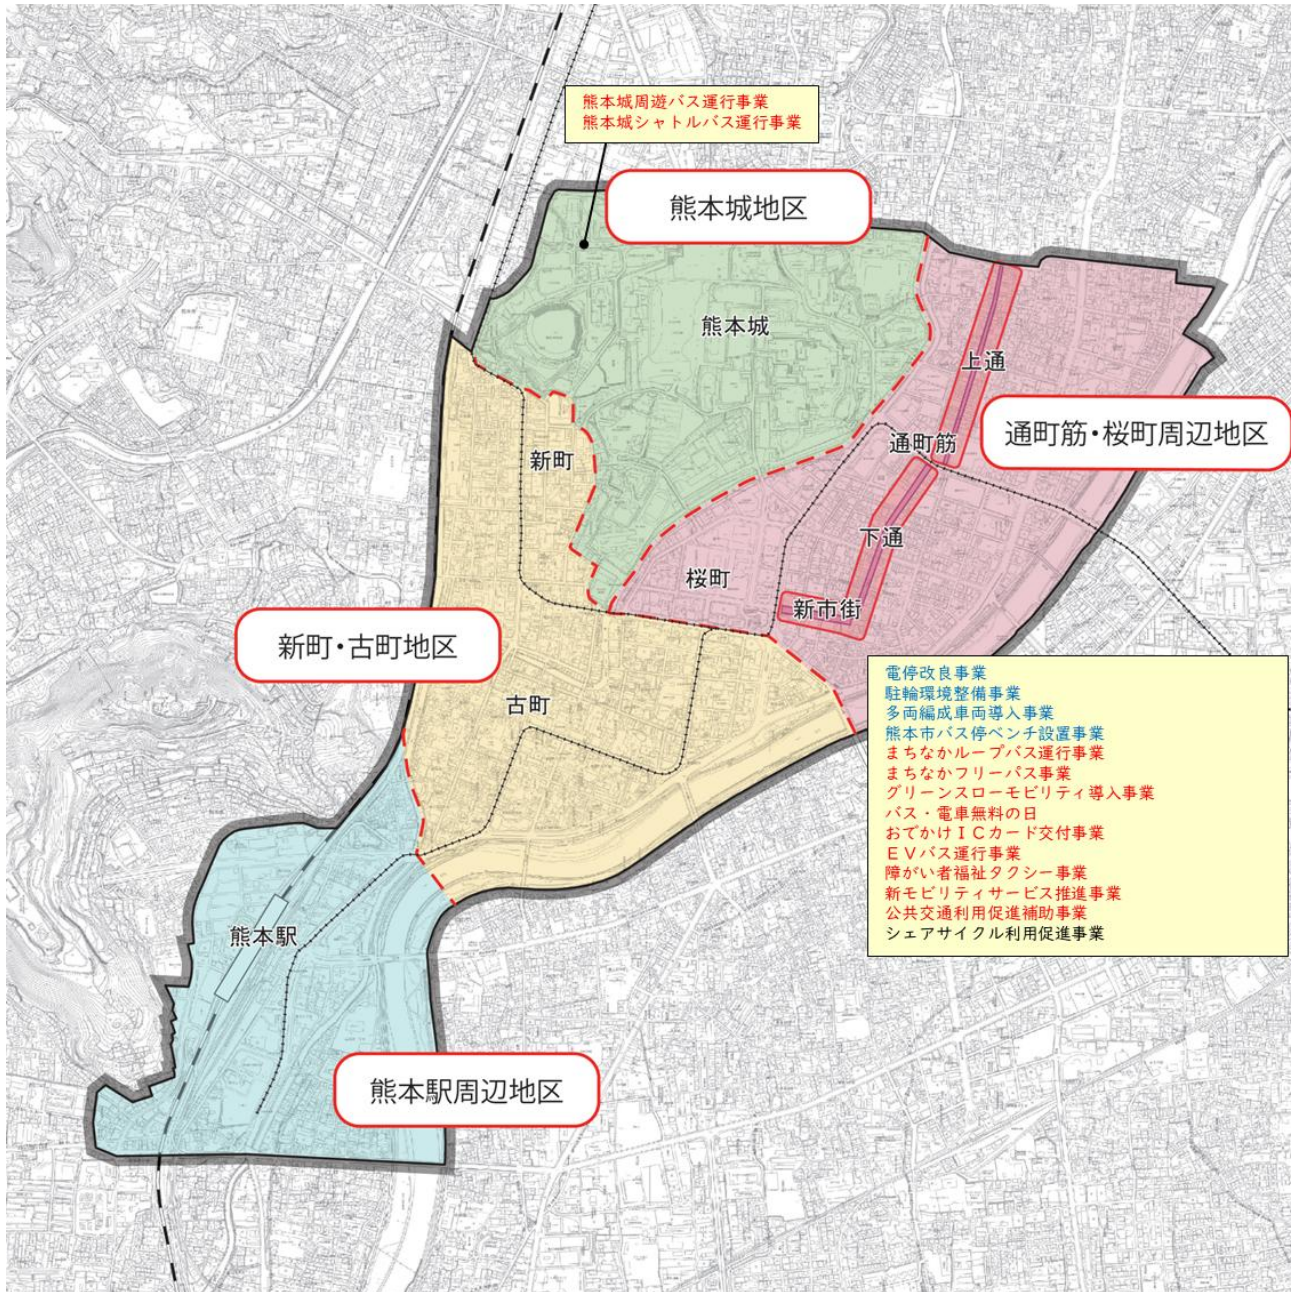 熊本城周遊バス運行事業
熊本城シャトルバス運行事業
熊本城地区
熊本城
上通
通町筋・桜町周辺地区
通町筋
新町
下通
桜町
新市街
新町・古町地区
古町
電停改良事業
駐輪環境整備事業
多両編成車両導入事業
熊本市バス停ベンチ設置事業
まちなかループバス運行事業
まちなかフリーパス事業
グリーンスローモビリティ導入事業
バス・電車無料の日
おでかけICカード交付事業
EVバス運行事業
障がい者福祉タクシー事業
新モビリティサービス推進事業
公共交通利用促進補助事業
シェアサイクル利用促進事業
熊本駅
熊本駅周辺地区